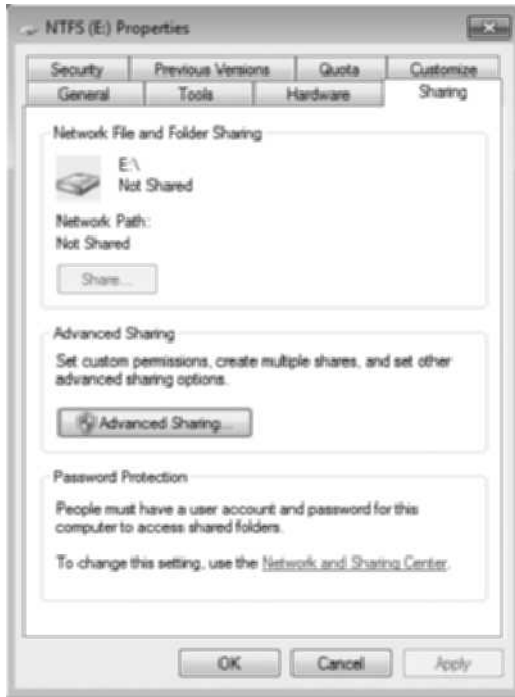 NTFS (E:) Properties
Security Previous Versions Quota Customize
General Tools Hardware Sharing
Network File and Folder Sharing
E:\
Not Shared
Network Path:
Not Shared
Share...
Advanced Sharing
Set custom permissions, create multiple shares, and set other
advanced sharing options.
Advanced Sharing...
Password Protection
People must have a user account and password for this
computer to access shared folders.
To change this setting, use the Network and Sharing Center.
OK Cancel Apply